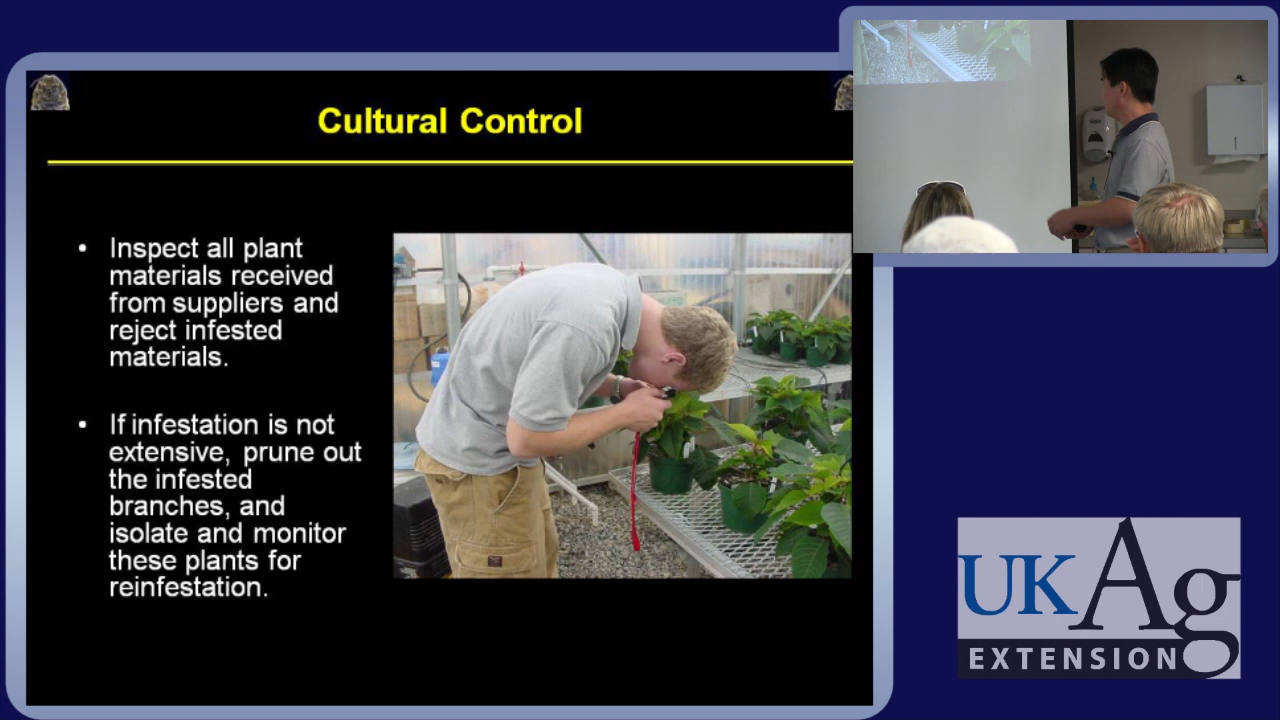 Cultural Control
• Inspect all plant
materials received
from suppliers and
reject infested
materials.
• If infestation is not
extensive, prune out
the infested
branches, and
isolate and monitor
these plants for
reinfestation.
UKAg
EXTENSION